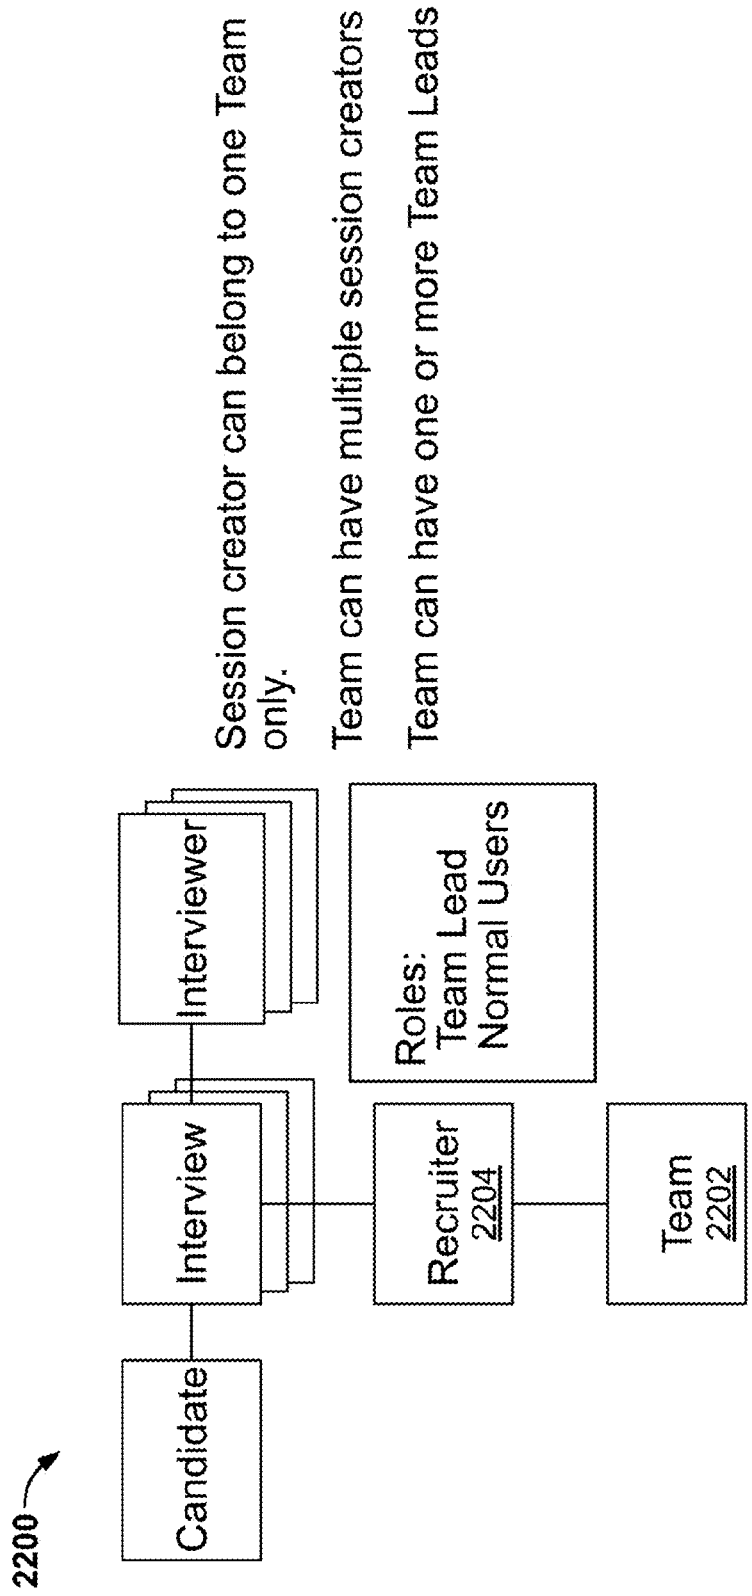 2200
Candidate
Interview
Interviewer
Recruiter
2204
Team
2202
Roles:
Team Lead
Normal Users
Session creator can belong to one Team
only.
Team can have multiple session creators
Team can have one or more Team Leads